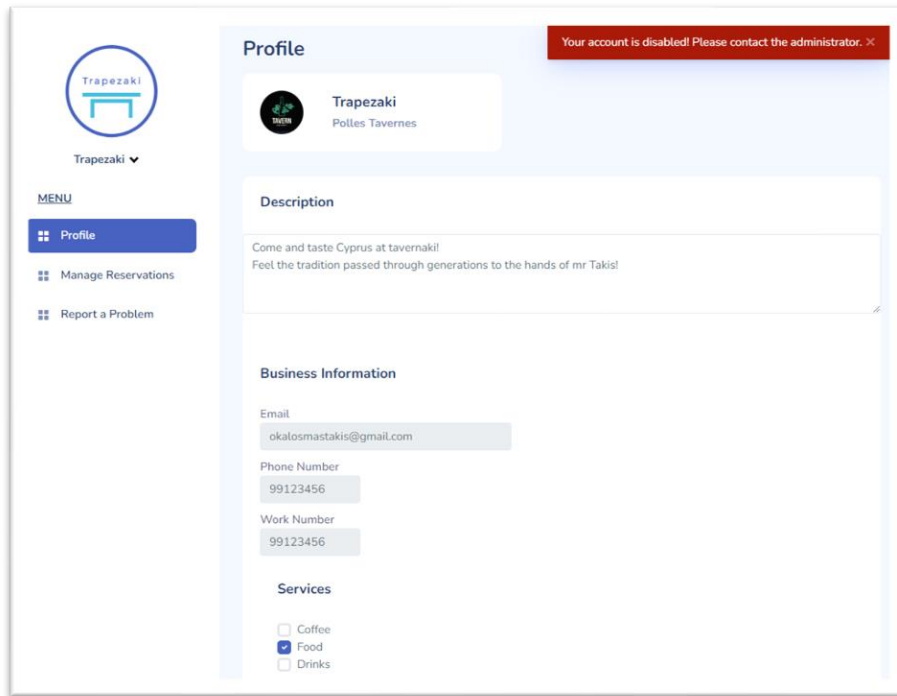 Profile
Your account is disabled! Please contact the administrator. ×
Trapezaki
Trapezaki
Polles Tavernes
TAVERN
Trapezaki
MENU
Profile
Manage Reservations
Report a Problem
Description
Come and taste Cyprus at tavernaki!
Feel the tradition passed through generations to the hands of mr Takis!
Business Information
Email
okalosmastakis@gmail.com
Phone Number
99123456
Work Number
99123456
Services
Coffee
Food
Drinks